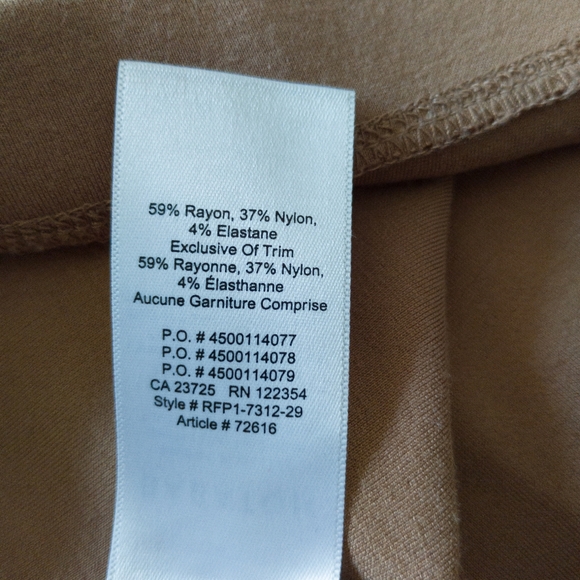 59% Rayon, 37% Nylon,
4% Elastane
Exclusive Of Trim
59% Rayonne, 37% Nylon,
4% Élasthanne
Aucune Garniture Comprise
P.O. # 4500114077
P.O. # 4500114078
P.O. # 4500114079
CA 23725 RN 122354
Style # RFP1-7312-29
Article # 72616